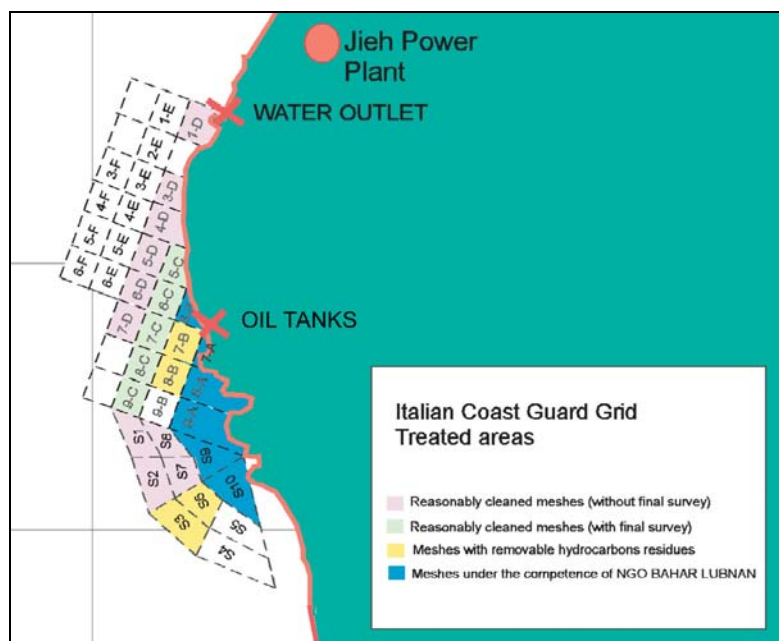 Jieh Power
Plant
WATER OUTLET
1-E
1-D
2-E
3-F
3-E
3-D
4-F
4-E
4-D
5-F
5-E
5-D
5-C
6-F
6-E
6-D
6-C
OIL TANKS
7-D
7-C
7-B
7-A
8-C
8-B
8-A
9-C
9-B
9-A
S1
S8
S9
S2
S7
S10
S6
S3
S5
S4
Italian Coast Guard Grid
Treated areas
Reasonably cleaned meshes (without final survey)
Reasonably cleaned meshes (with final survey)
Meshes with removable hydrocarbons residues
Meshes under the competence of NGO BAHAR LUBNAN